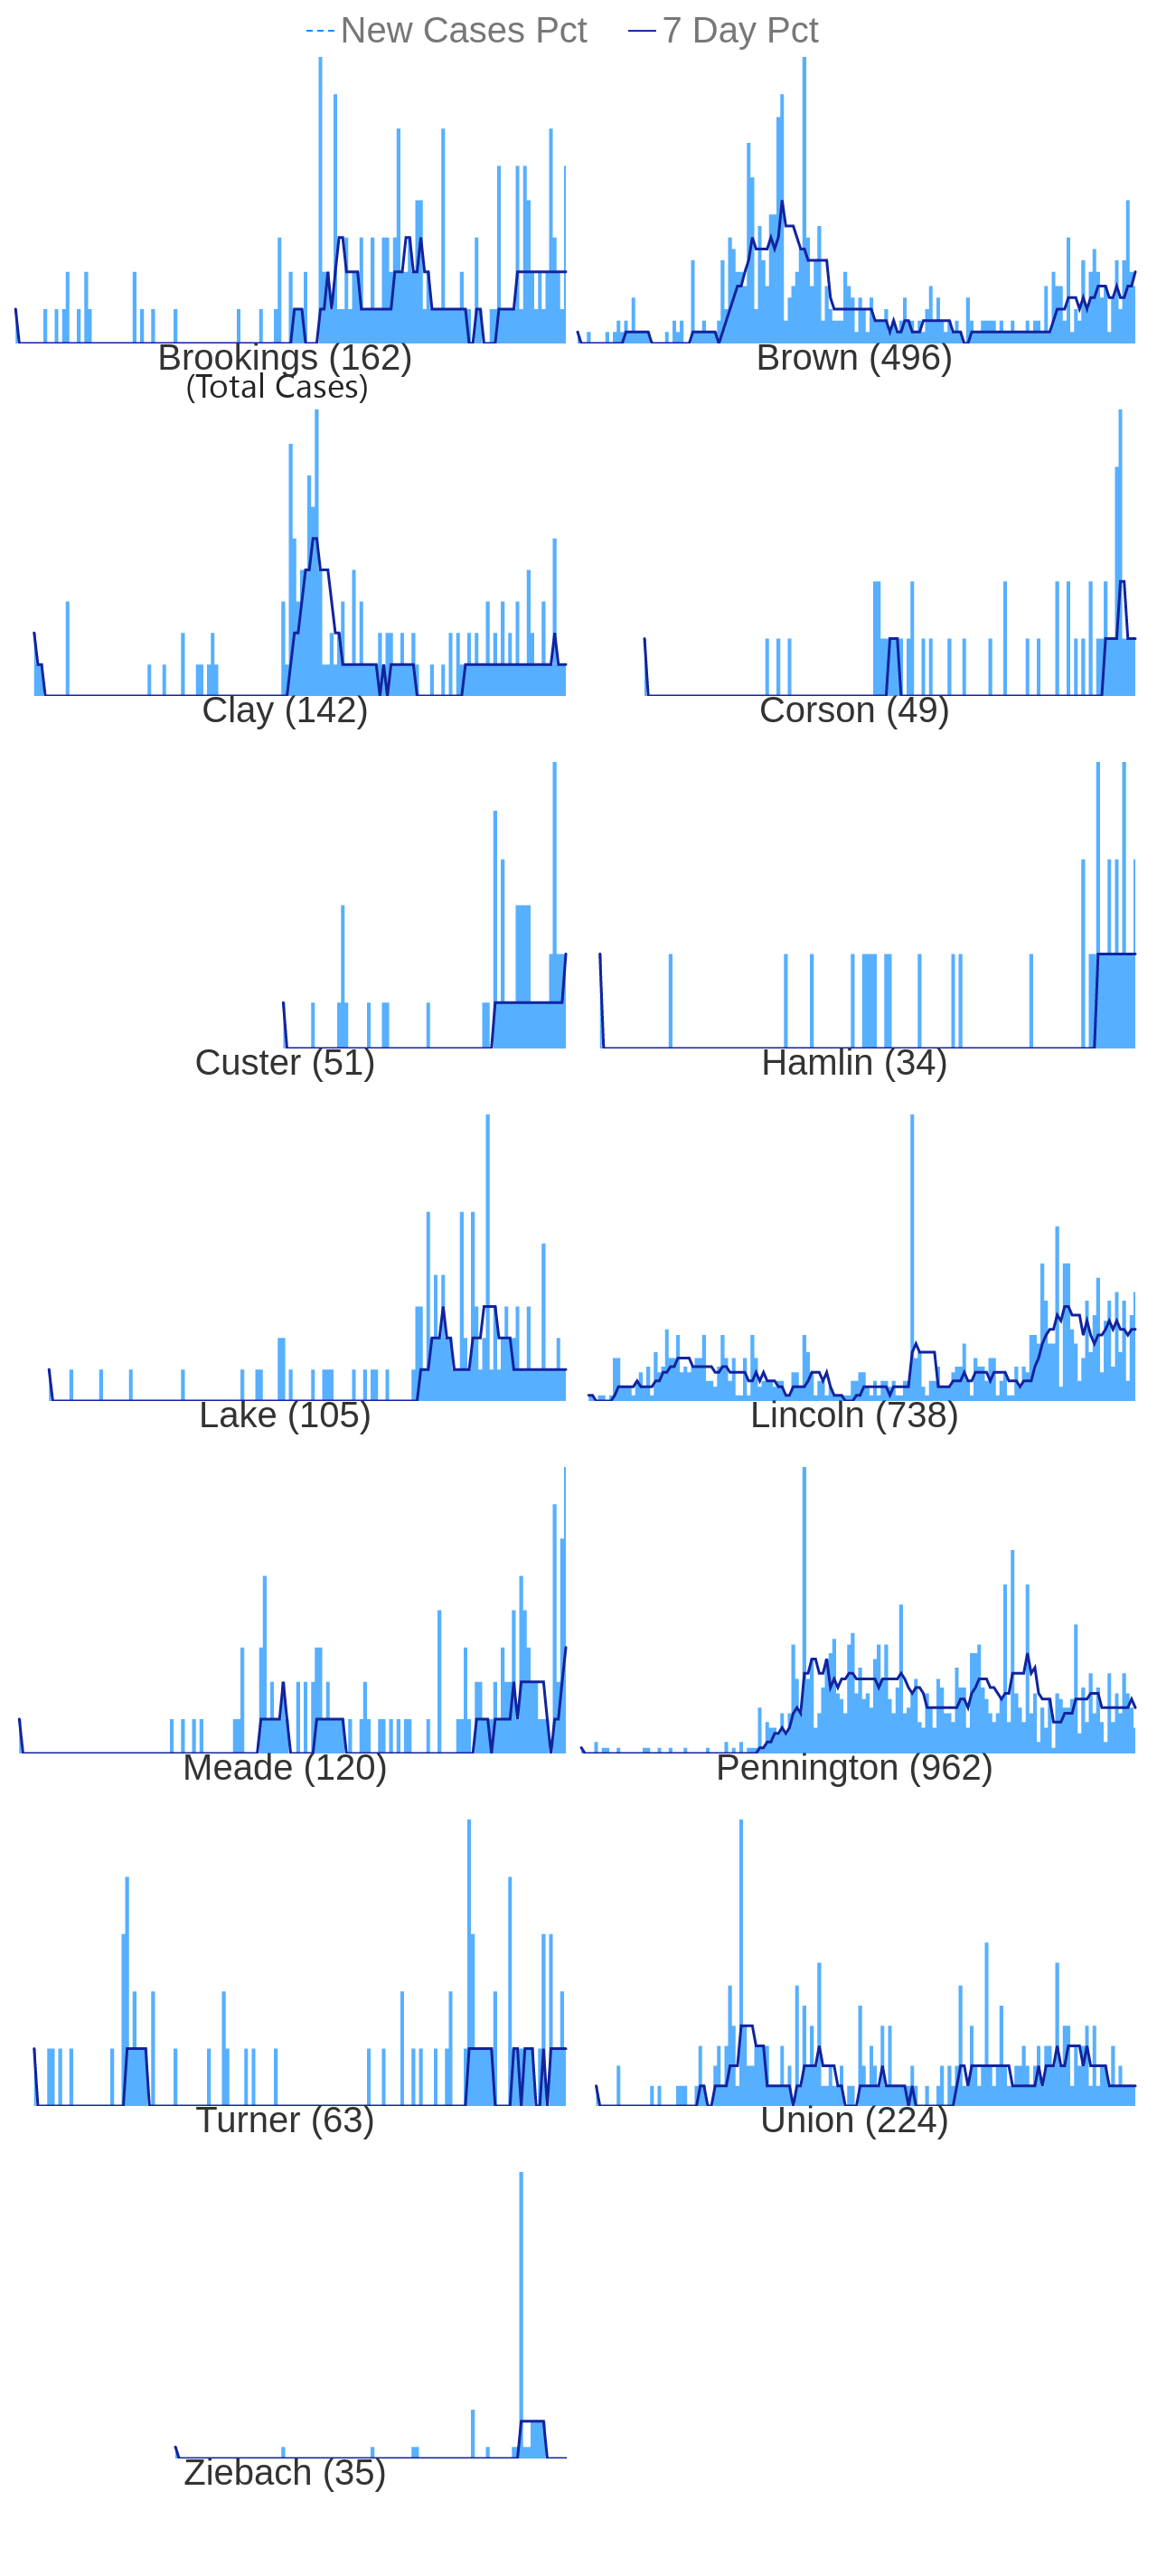 New Cases Pct 7 Day Pct
Brookings (162) Brown (496)
(Total Cases)
Clay (142) Corson (49)
Custer (51) Hamlin (34)
Lake (105) Lincoln (738)
Meade (120) Pennington (962)
Turner (63) Union (224)
Ziebach (35)